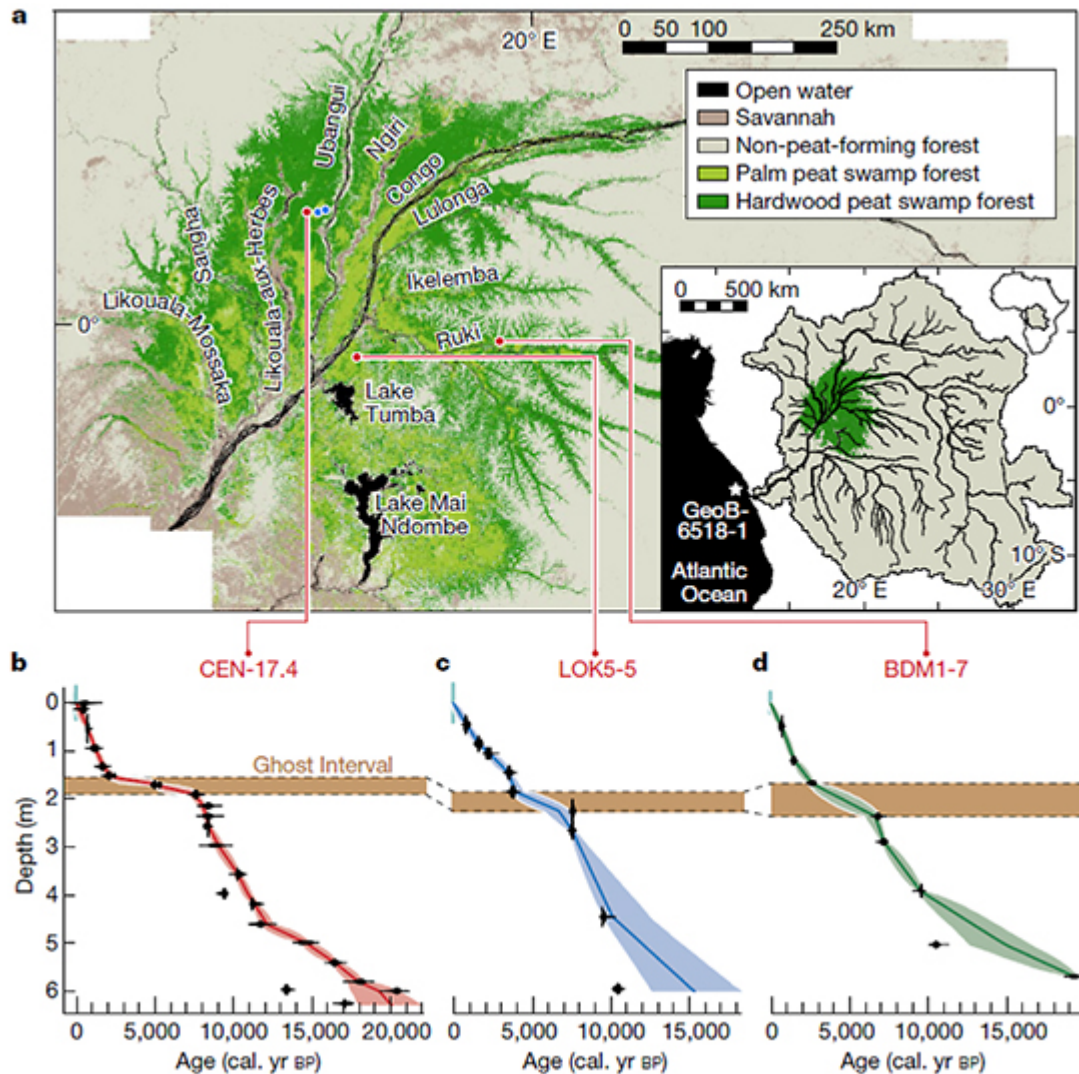 a
20° E
0 50 100 250 km
Open water
Savannah
Non-peat-forming forest
Palm peat swamp forest
Hardwood peat swamp forest
Ubangui
Ngiri
Congo
Lulonga
Sangha
Likouala-aux-Herbes
Likouala-Mossaka
Ikelemba
0°
Ruki
Lake
Tumba
Lake Mai
Ndombe
0 500 km
0°
GeoB-
6518-1
Atlantic
Ocean
10° S
20° E 30° E
b CEN-17.4
c LOK5-5
d BDM1-7
Ghost Interval
Depth (m)
0
1
2
3
4
5
6
0 5,000 10,000 15,000 20,000
Age (cal. yr BP)
0 5,000 10,000 15,000
Age (cal. yr BP)
0 5,000 10,000 15,000
Age (cal. yr BP)